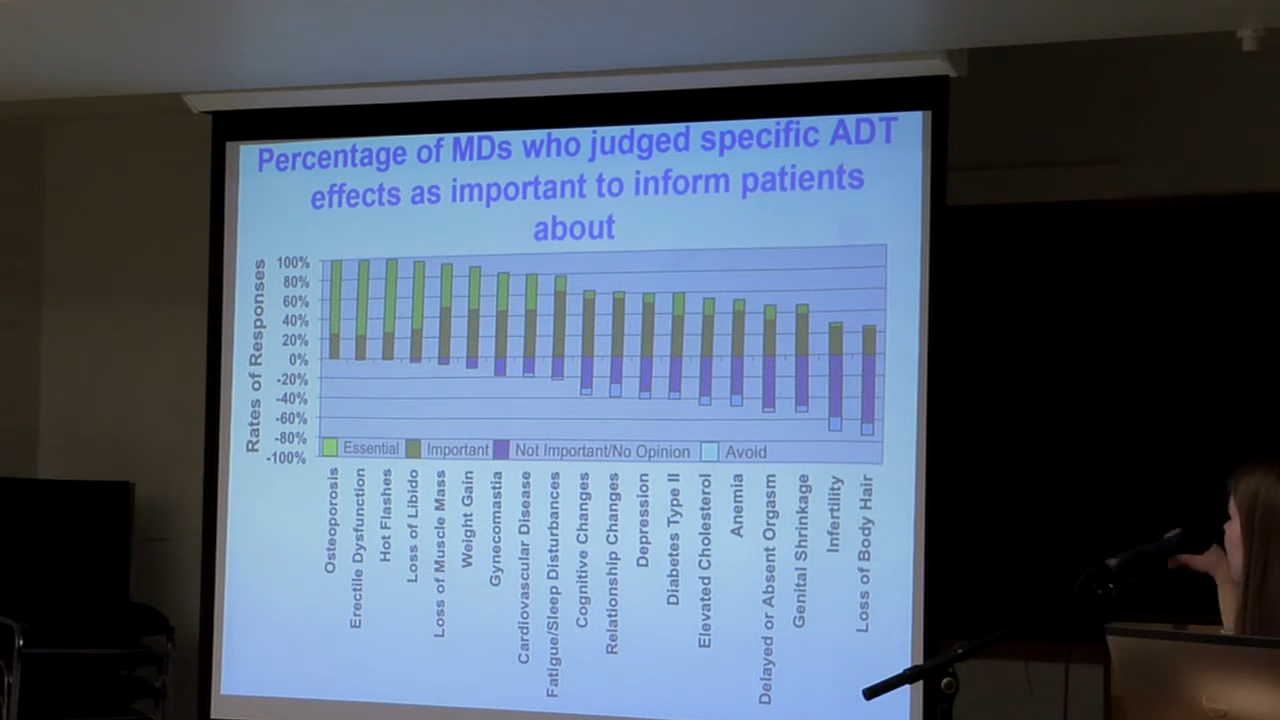 Percentage of MDs who judged specific ADT
effects as important to inform patients
about
Rates of Responses
100%
80%
60%
40%
20%
0%
-20%
-40%
-60%
-80%
-100%
Essential Important Not Important/No Opinion Avoid
Osteoporosis
Erectile Dysfunction
Hot Flashes
Loss of Libido
Loss of Muscle Mass
Weight Gain
Gynecomastia
Cardiovascular Disease
Fatigue/Sleep Disturbances
Cognitive Changes
Relationship Changes
Depression
Diabetes Type II
Elevated Cholesterol
Anemia
Delayed or Absent Orgasm
Genital Shrinkage
Infertility
Loss of Body Hair